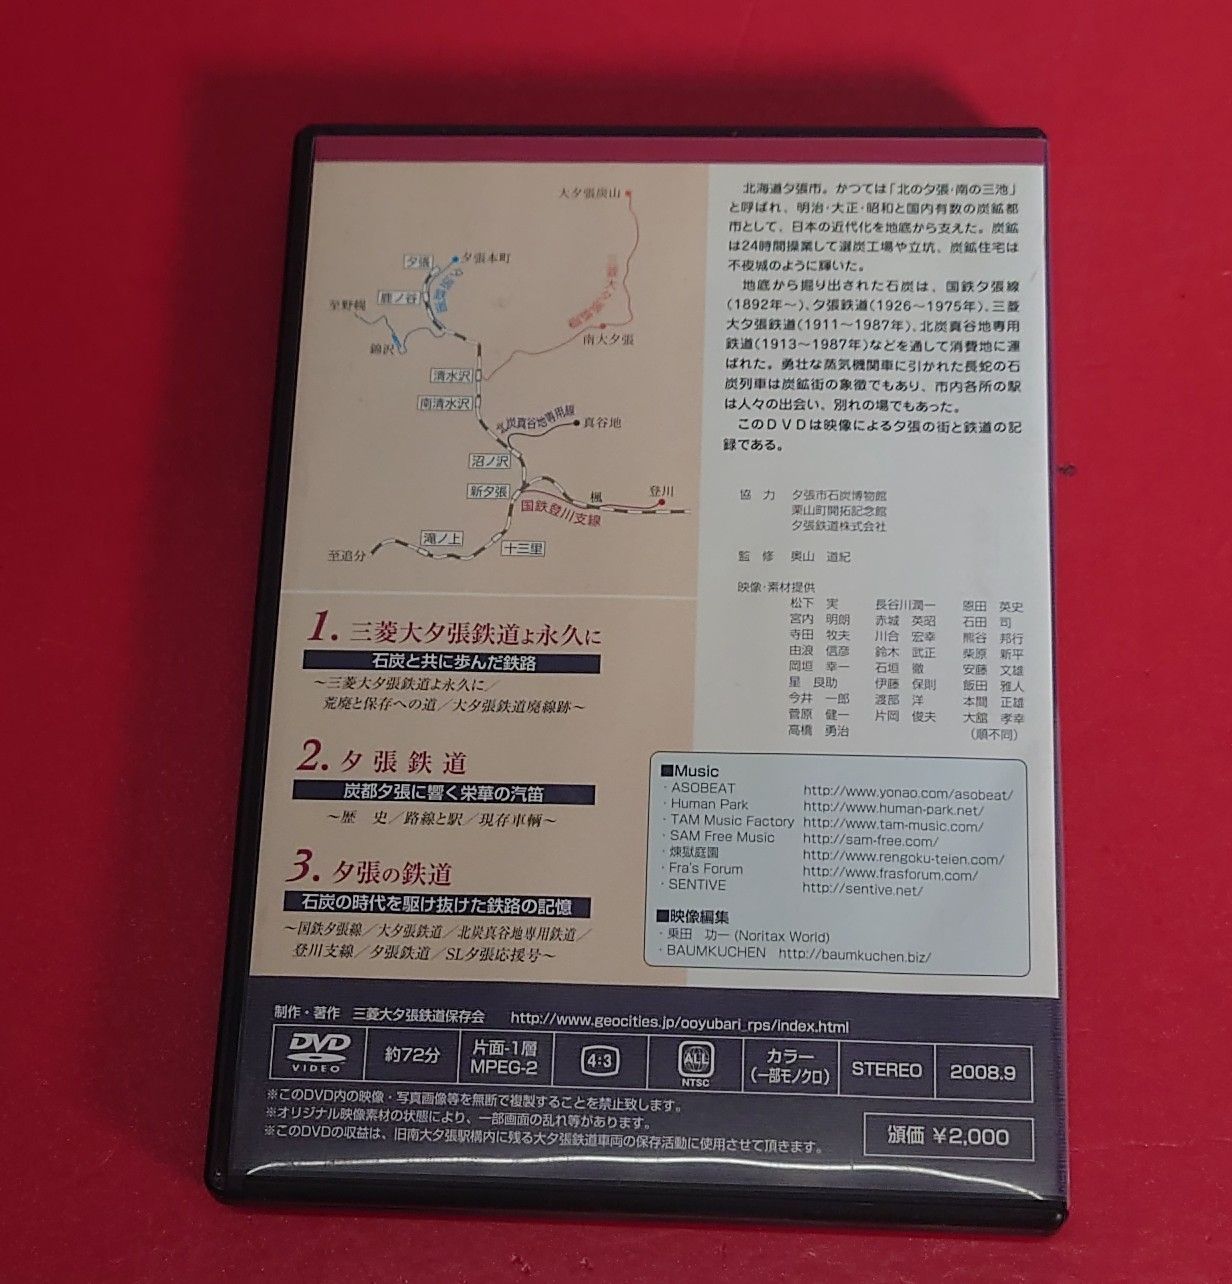 大夕張炭山
夕張
夕張本町
夕張鉄道
鹿ノ谷
至野幌
錦沢
三菱大夕張鉄道
南大夕張
清水沢
南清水沢
北炭真谷地専用線
真谷地
沼ノ沢
新夕張
楓
登川
国鉄登川支線
滝ノ上
十三里
至追分
北海道夕張市。かつては「北の夕張・南の三池」
と呼ばれ、明治・大正・昭和と国内有数の炭鉱都
市として、日本の近代化を地底から支えた。炭鉱
は24時間操業して選炭工場や立坑、炭鉱住宅は
不夜城のように輝いた。
地底から掘り出された石炭は、国鉄夕張線
(1892年〜)、夕張鉄道(1926〜1975年)、三菱
大夕張鉄道(1911〜1987年)、北炭真谷地専用
鉄道(1913〜1987年)などを通して消費地に運
ばれた。勇壮な蒸気機関車に引かれた長蛇の石
炭列車は炭鉱街の象徴でもあり、市内各所の駅
は人々の出会い、別れの場でもあった。
このDVDは映像による夕張の街と鉄道の記
録である。
協 力 夕張市石炭博物館
栗山町開拓記念館
夕張鉄道株式会社
監 修 奥山 道紀
映像・素材提供
松下 実 長谷川潤一 恩田 英史
宮内 明朗 赤城 英昭 石田 司
寺田 牧夫 川合 宏幸 熊谷 邦行
由浪 信彦 鈴木 武正 柴原 新平
岡垣 幸一 石垣 徹 安藤 文雄
星 良助 伊藤 保則 飯田 雅人
今井 一郎 渡部 洋 本間 正雄
菅原 健一 片岡 俊夫 大舘 孝幸
高橋 勇治 (順不同)
1. 三菱大夕張鉄道よ永久に
石炭と共に歩んだ鉄路
〜三菱大夕張鉄道よ永久に／
荒廃と保存への道／大夕張鉄道廃線跡〜
2. 夕張鉄道
炭都夕張に響く栄華の汽笛
〜歴 史／路線と駅／現存車輌〜
3. 夕張の鉄道
石炭の時代を駆け抜けた鉄路の記憶
〜国鉄夕張線／大夕張鉄道／北炭真谷地専用鉄道／
登川支線／夕張鉄道／SL夕張応援号〜
■Music
・ASOBEAT http://www.yonao.com/asobeat/
・Human Park http://www.human-park.net/
・TAM Music Factory http://www.tam-music.com/
・SAM Free Music http://sam-free.com/
・煉獄庭園 http://www.rengoku-teien.com/
・Fra's Forum http://www.frasforum.com/
・SENTIVE http://sentive.net/
■映像編集
・東田 功一 (Noritax World)
・BAUMKUCHEN http://baumkuchen.biz/
制作・著作 三菱大夕張鉄道保存会 http://www.geocities.jp/ooyubari_rps/index.html
DVD VIDEO 約72分 片面-1層 MPEG-2 4:3 ALL NTSC カラー (一部モノクロ) STEREO 2008.9
※このDVD内の映像・写真画像等を無断で複製することを禁止致します。
※オリジナル映像素材の状態により、一部画面の乱れ等があります。
※このDVDの収益は、旧南大夕張駅構内に残る大夕張鉄道車両の保存活動に使用させて頂きます。
頒価 ¥2,000